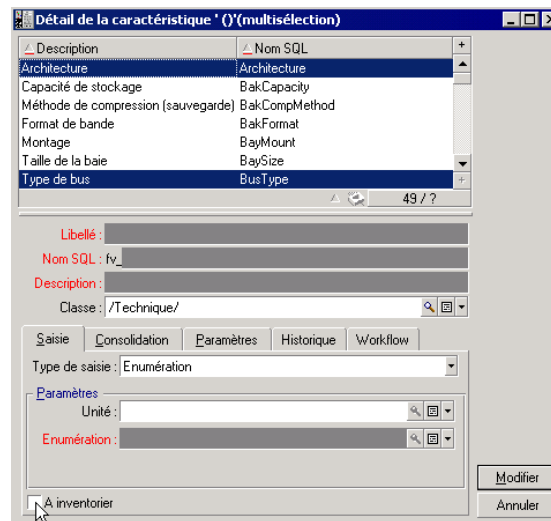 Détail de la caractéristique ' ()'(multisélection)
Description Nom SQL +
Architecture Architecture
Capacité de stockage BakCapacity
Méthode de compression (sauvegarde) BakCompMethod
Format de bande BakFormat
Montage BayMount
Taille de la baie BaySize
Type de bus BusType +
49 / ?
Libellé :
Nom SQL : fv_
Description :
Classe : /Technique/
Saisie Consolidation Paramètres Historique Workflow
Type de saisie : Enumération
Paramètres
Unité :
Enumération :
A inventorier
Modifier
Annuler